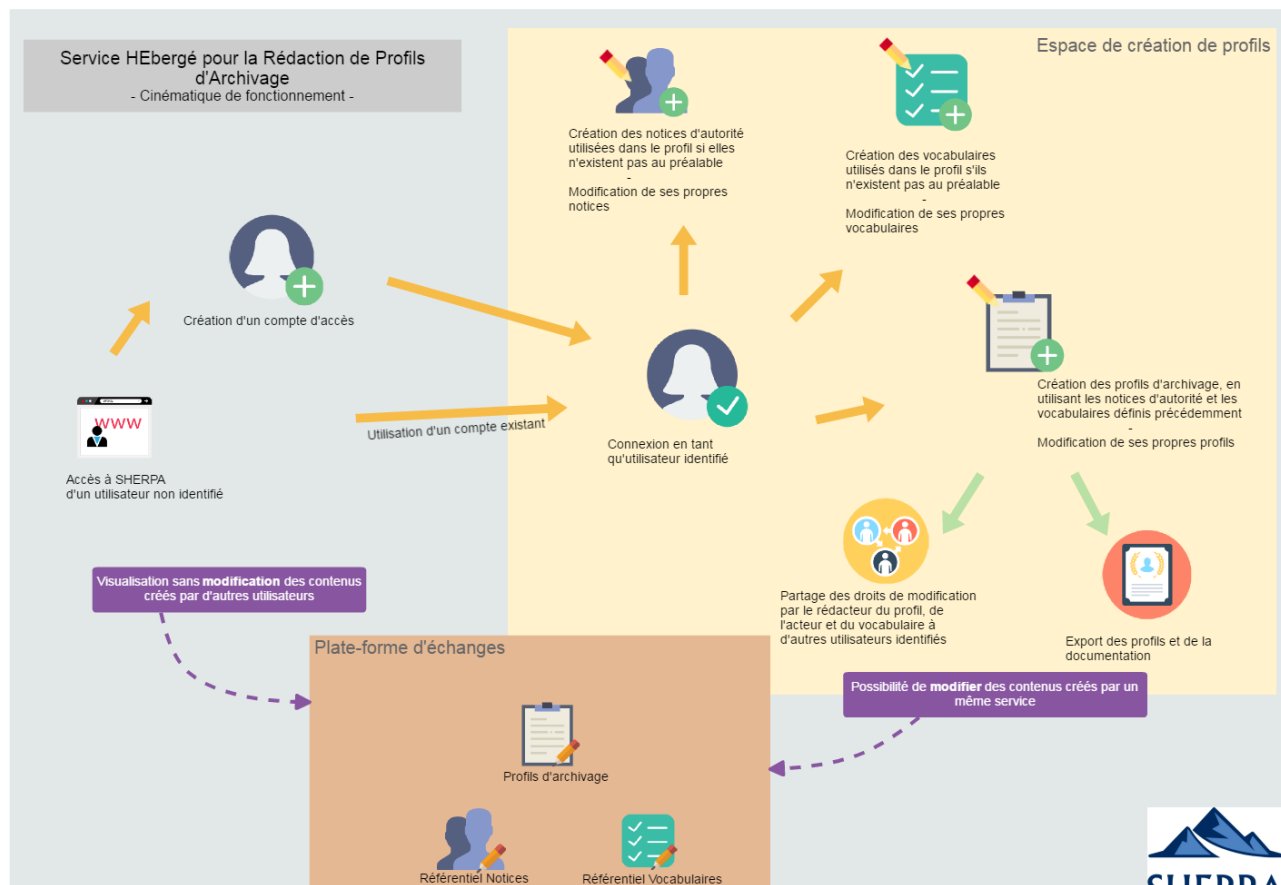 Service HEbergé pour la Rédaction de Profils
d'Archivage
- Cinématique de fonctionnement -
Espace de création de profils
Création des notices d'autorité
utilisées dans le profil si elles
n'existent pas au préalable
-
Modification de ses propres
notices
Création des vocabulaires
utilisés dans le profil s'ils
n'existent pas au préalable
-
Modification de ses propres
vocabulaires
Création d'un compte d'accès
Création des profils d'archivage, en
utilisant les notices d'autorité et les
vocabulaires définis précédemment
-
Modification de ses propres profils
www
Utilisation d'un compte existant
Connexion en tant
qu'utilisateur identifié
Accès à SHERPA
d'un utilisateur non identifié
Visualisation sans modification des contenus
créés par d'autres utilisateurs
Partage des droits de modification
par le rédacteur du profil, de
l'acteur et du vocabulaire à
d'autres utilisateurs identifiés
Export des profils et de la
documentation
Plate-forme d'échanges
Possibilité de modifier des contenus créés par un
même service
Profils d'archivage
Référentiel Notices
Référentiel Vocabulaires
SHERPA